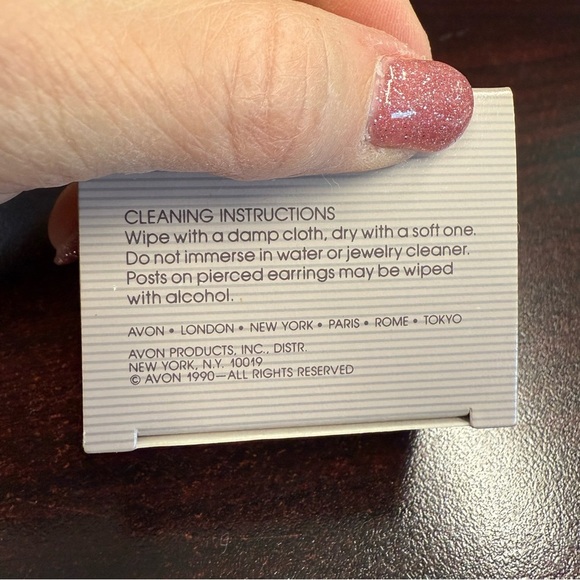 CLEANING INSTRUCTIONS
Wipe with a damp cloth, dry with a soft one.
Do not immerse in water or jewelry cleaner.
Posts on pierced earrings may be wiped
with alcohol.
AVON • LONDON • NEW YORK • PARIS • ROME • TOKYO
AVON PRODUCTS, INC., DISTR.
NEW YORK, N.Y. 10019
© AVON 1990—ALL RIGHTS RESERVED